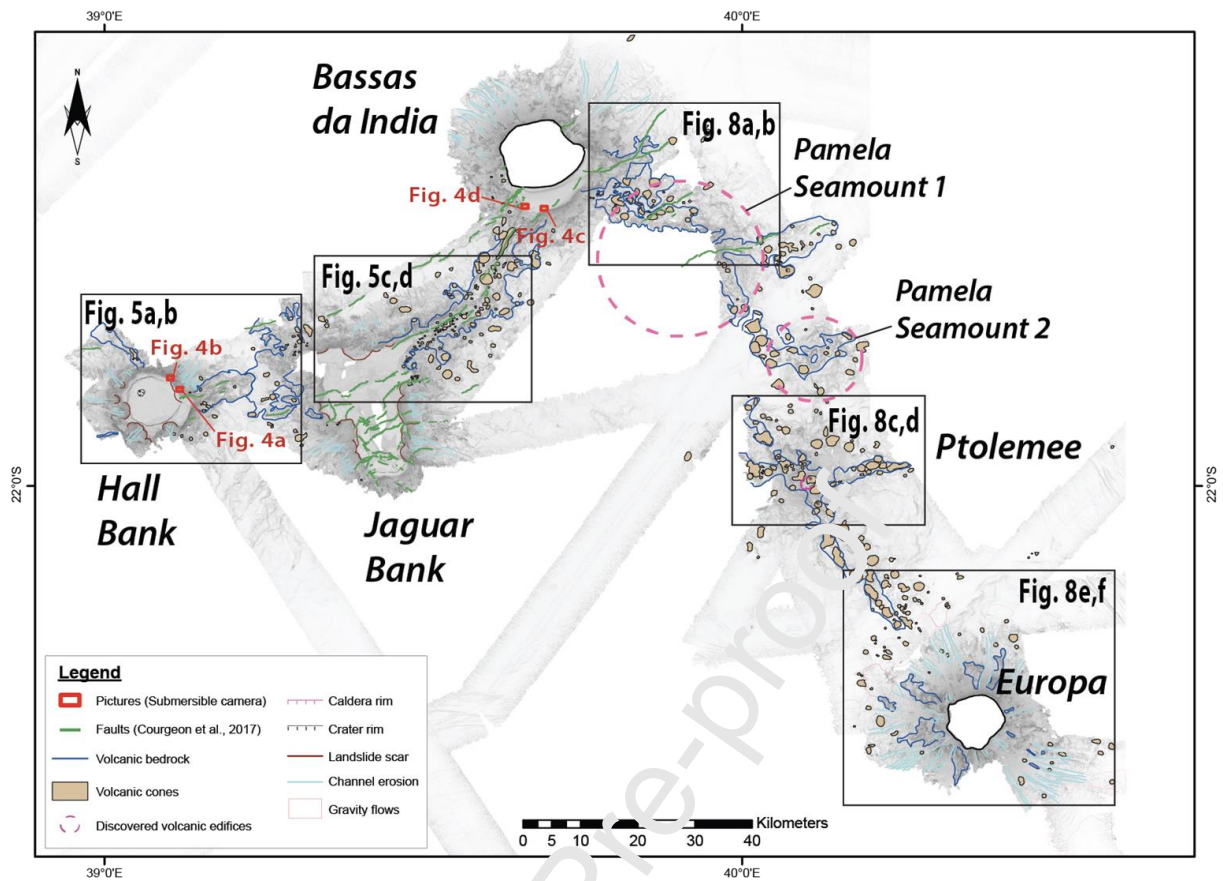 39°0'E
40°0'E
N
S
Bassas
da India
Fig. 8a,b
Pamela
Seamount 1
Fig. 4d
Fig. 4c
Fig. 5c,d
Fig. 5a,b
Pamela
Seamount 2
Fig. 4b
Fig. 4a
Fig. 8c,d
Ptolemee
22°0'S
22°0'S
Hall
Bank
Jaguar
Bank
Fig. 8e,f
Europa
Legend
Pictures (Submersible camera)
Faults (Courgeon et al., 2017)
Volcanic bedrock
Volcanic cones
Discovered volcanic edifices
Caldera rim
Crater rim
Landslide scar
Channel erosion
Gravity flows
Kilometers
0 5 10 20 30 40
Pre-proof
39°0'E
40°0'E